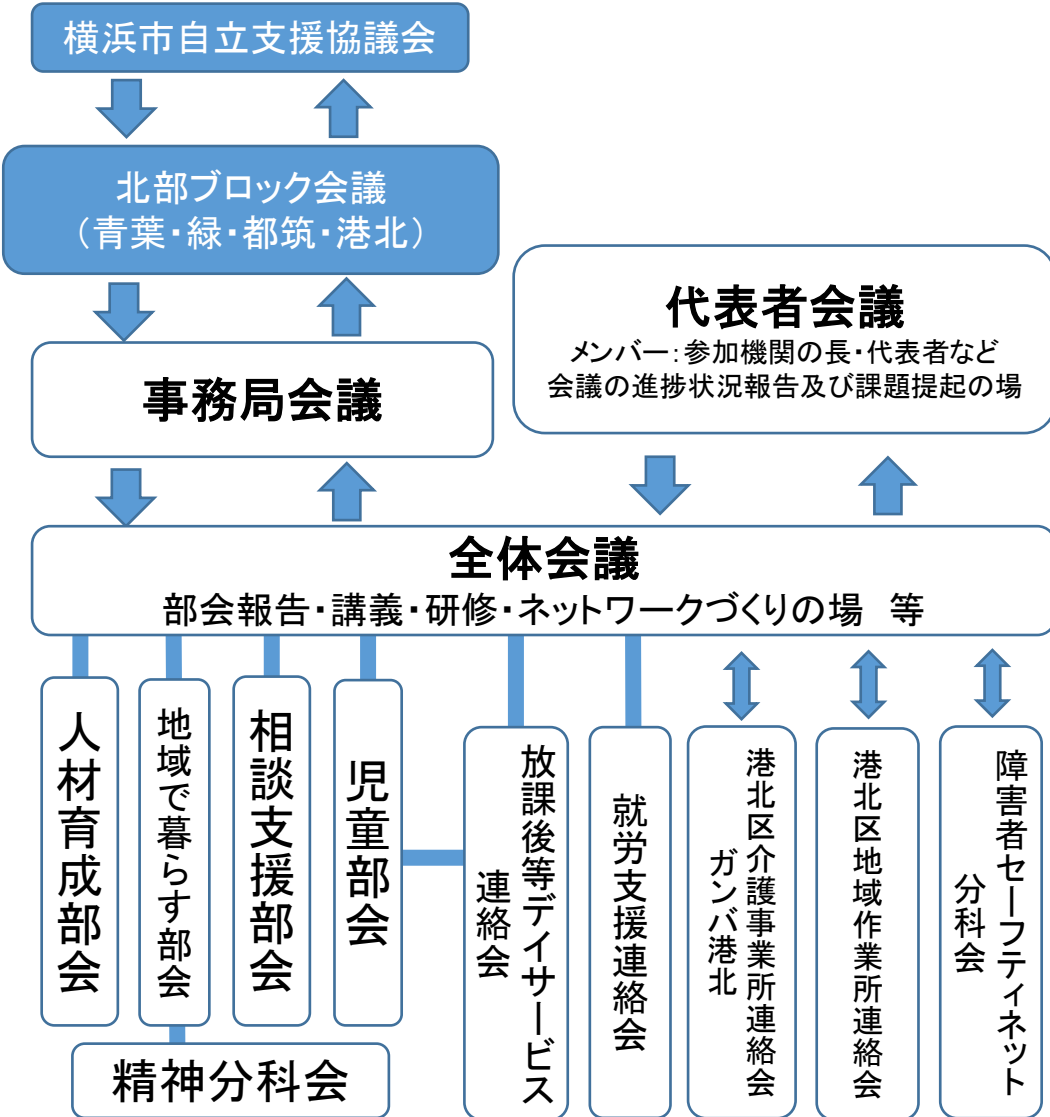 横浜市自立支援協議会
北部ブロック会議
（青葉・緑・都筑・港北）
代表者会議
メンバー：参加機関の長・代表者など
会議の進捗状況報告及び課題提起の場
事務局会議
全体会議
部会報告・講義・研修・ネットワークづくりの場　等
人材育成部会
地域で暮らす部会
相談支援部会
児童部会
放課後等デイサービス
連絡会
就労支援連絡会
港北区介護事業所連絡会
ガンバ港北
港北区地域作業所連絡会
障害者セーフティネット
分科会
精神分科会